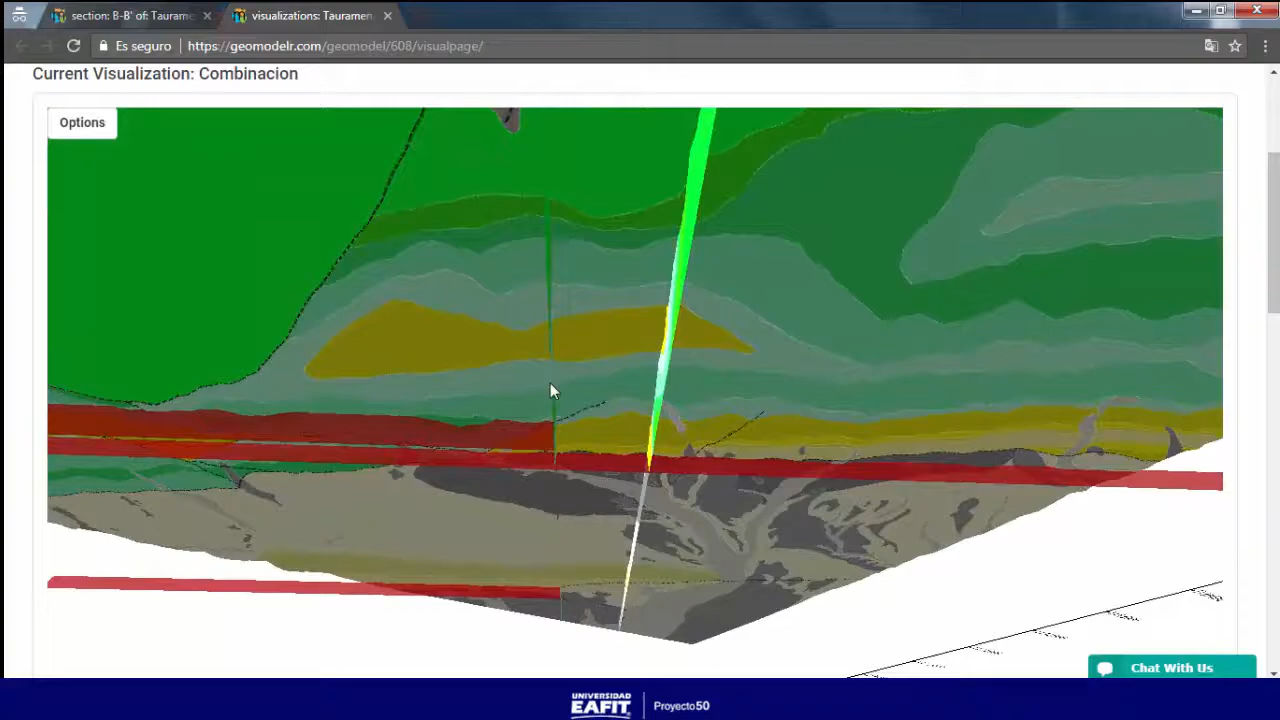 section: B-B' of: Taurame
visualizations: Tauramen
Es seguro
https://geomodelr.com/geomodel/608/visualpage/
Current Visualization: Combinacion
Options
Chat With Us
UNIVERSIDAD
EAFIT
Proyecto50